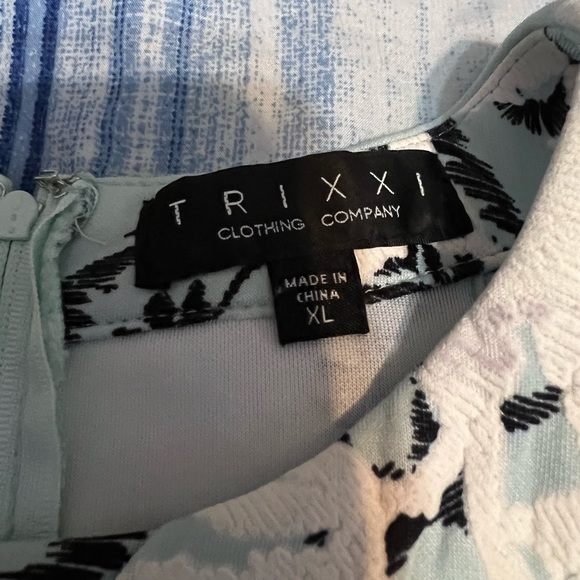 TRIXXI
CLOTHING COMPANY
MADE IN
CHINA
XL